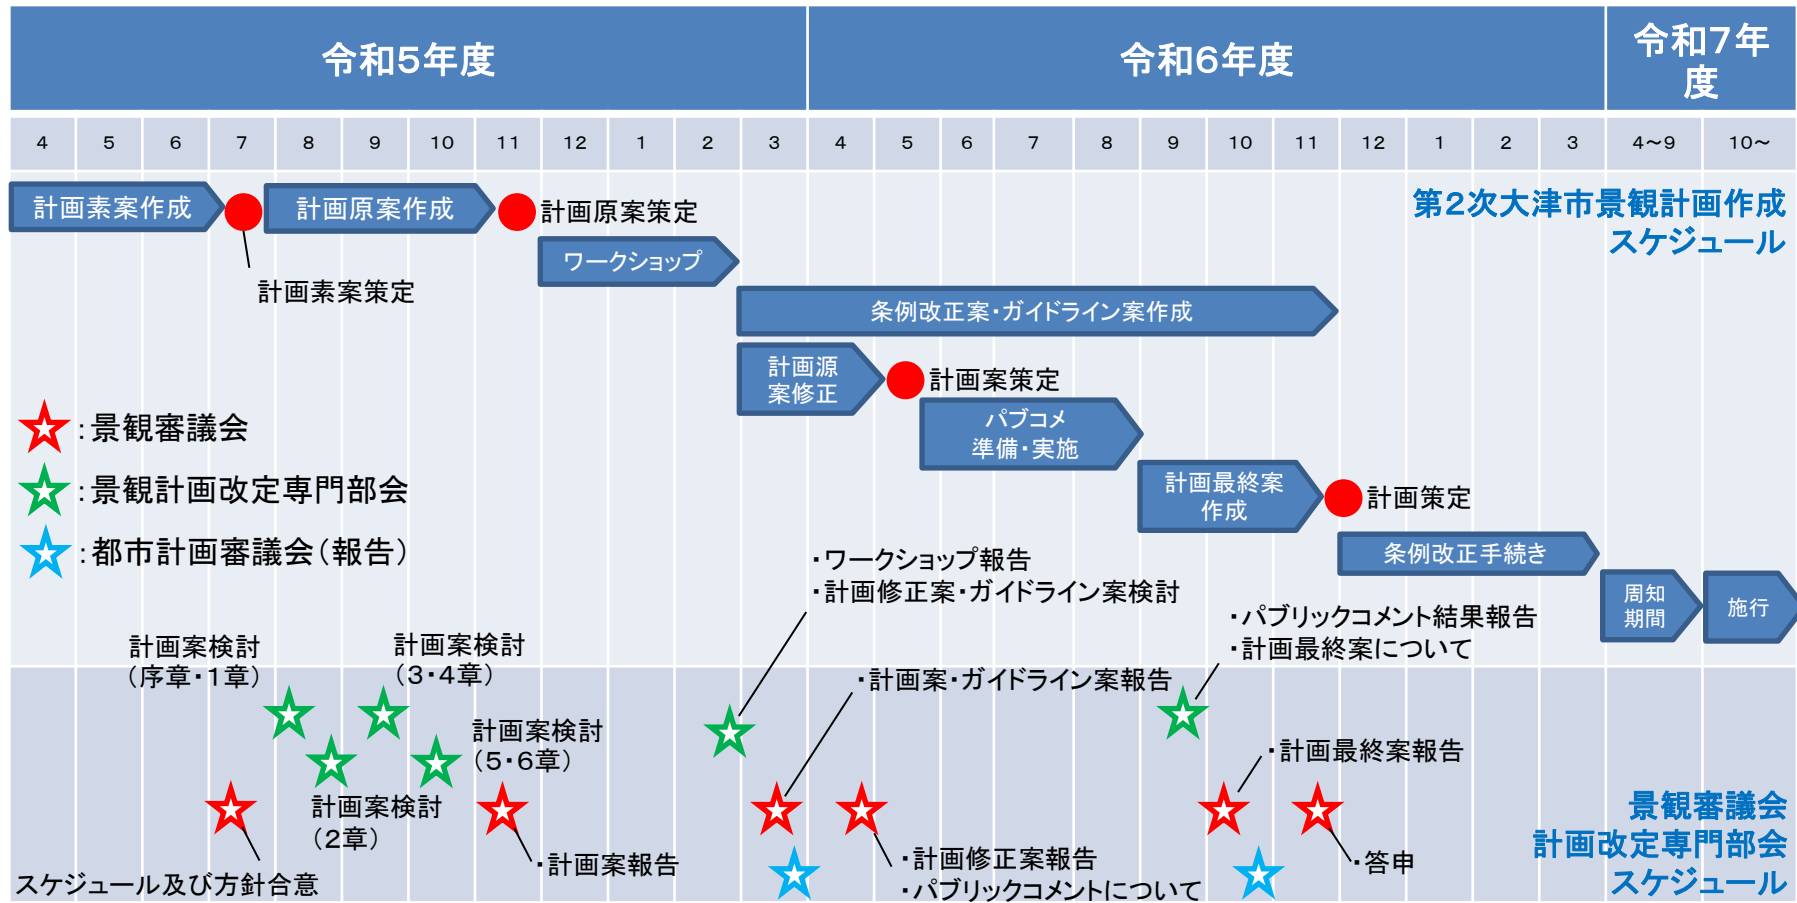 令和5年度
令和6年度
令和7年
度
4 5 6 7 8 9 10 11 12 1 2 3 4 5 6 7 8 9 10 11 12 1 2 3 4～9 10～
計画素案作成
計画原案作成
計画原案策定
計画素案策定
第2次大津市景観計画作成
スケジュール
ワークショップ
条例改正案・ガイドライン案作成
計画源
案修正
計画案策定
パブコメ
準備・実施
計画最終案
作成
計画策定
条例改正手続き
周知
期間
施行
：景観審議会
：景観計画改定専門部会
：都市計画審議会（報告）
・ワークショップ報告
・計画修正案・ガイドライン案検討
・パブリックコメント結果報告
・計画最終案について
計画案検討
（序章・1章）
計画案検討
（3・4章）
・計画案・ガイドライン案報告
計画案検討
（5・6章）
・計画最終案報告
計画案検討
（2章）
・計画案報告
スケジュール及び方針合意
・計画修正案報告
・パブリックコメントについて
・答申
景観審議会
計画改定専門部会
スケジュール